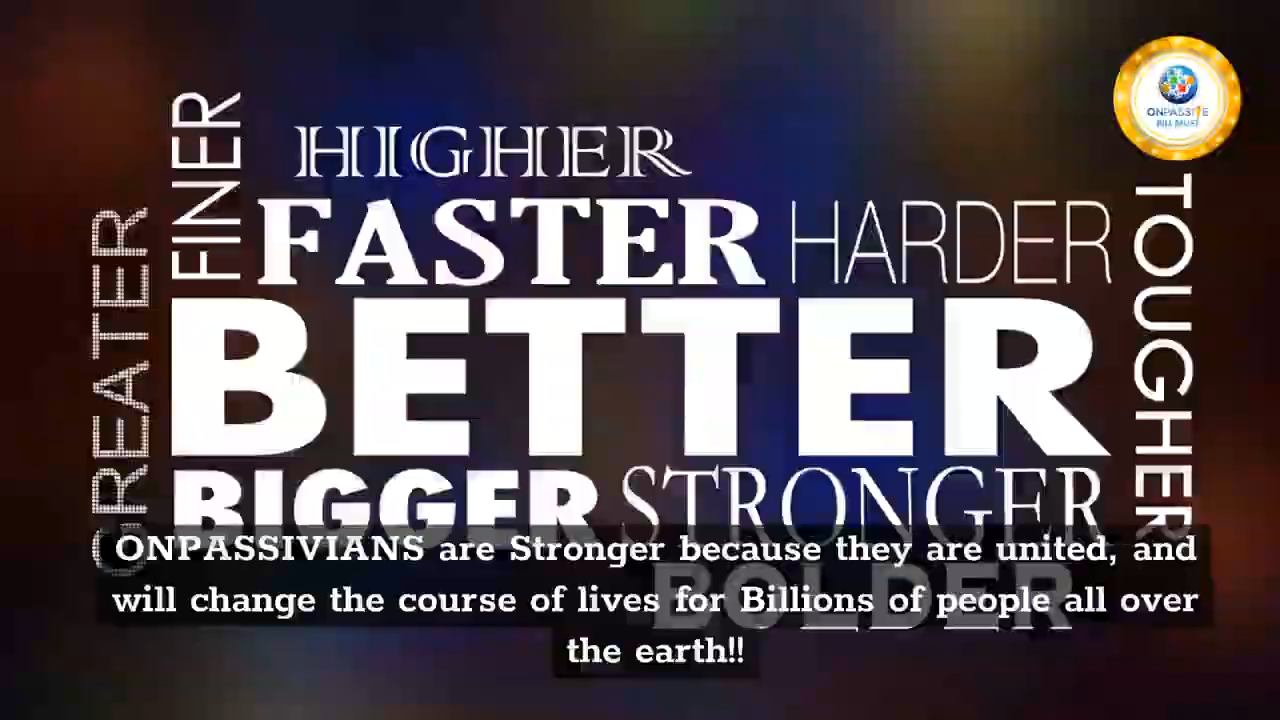 ONPASSIVE
HIGHER
FINER
FASTER HARDER
GREATER
BETTER
TOUGHER
BIGGER STRONGER
BOLDER
ONPASSIVIANS are Stronger because they are united, and
will change the course of lives for Billions of people all over
the earth!!